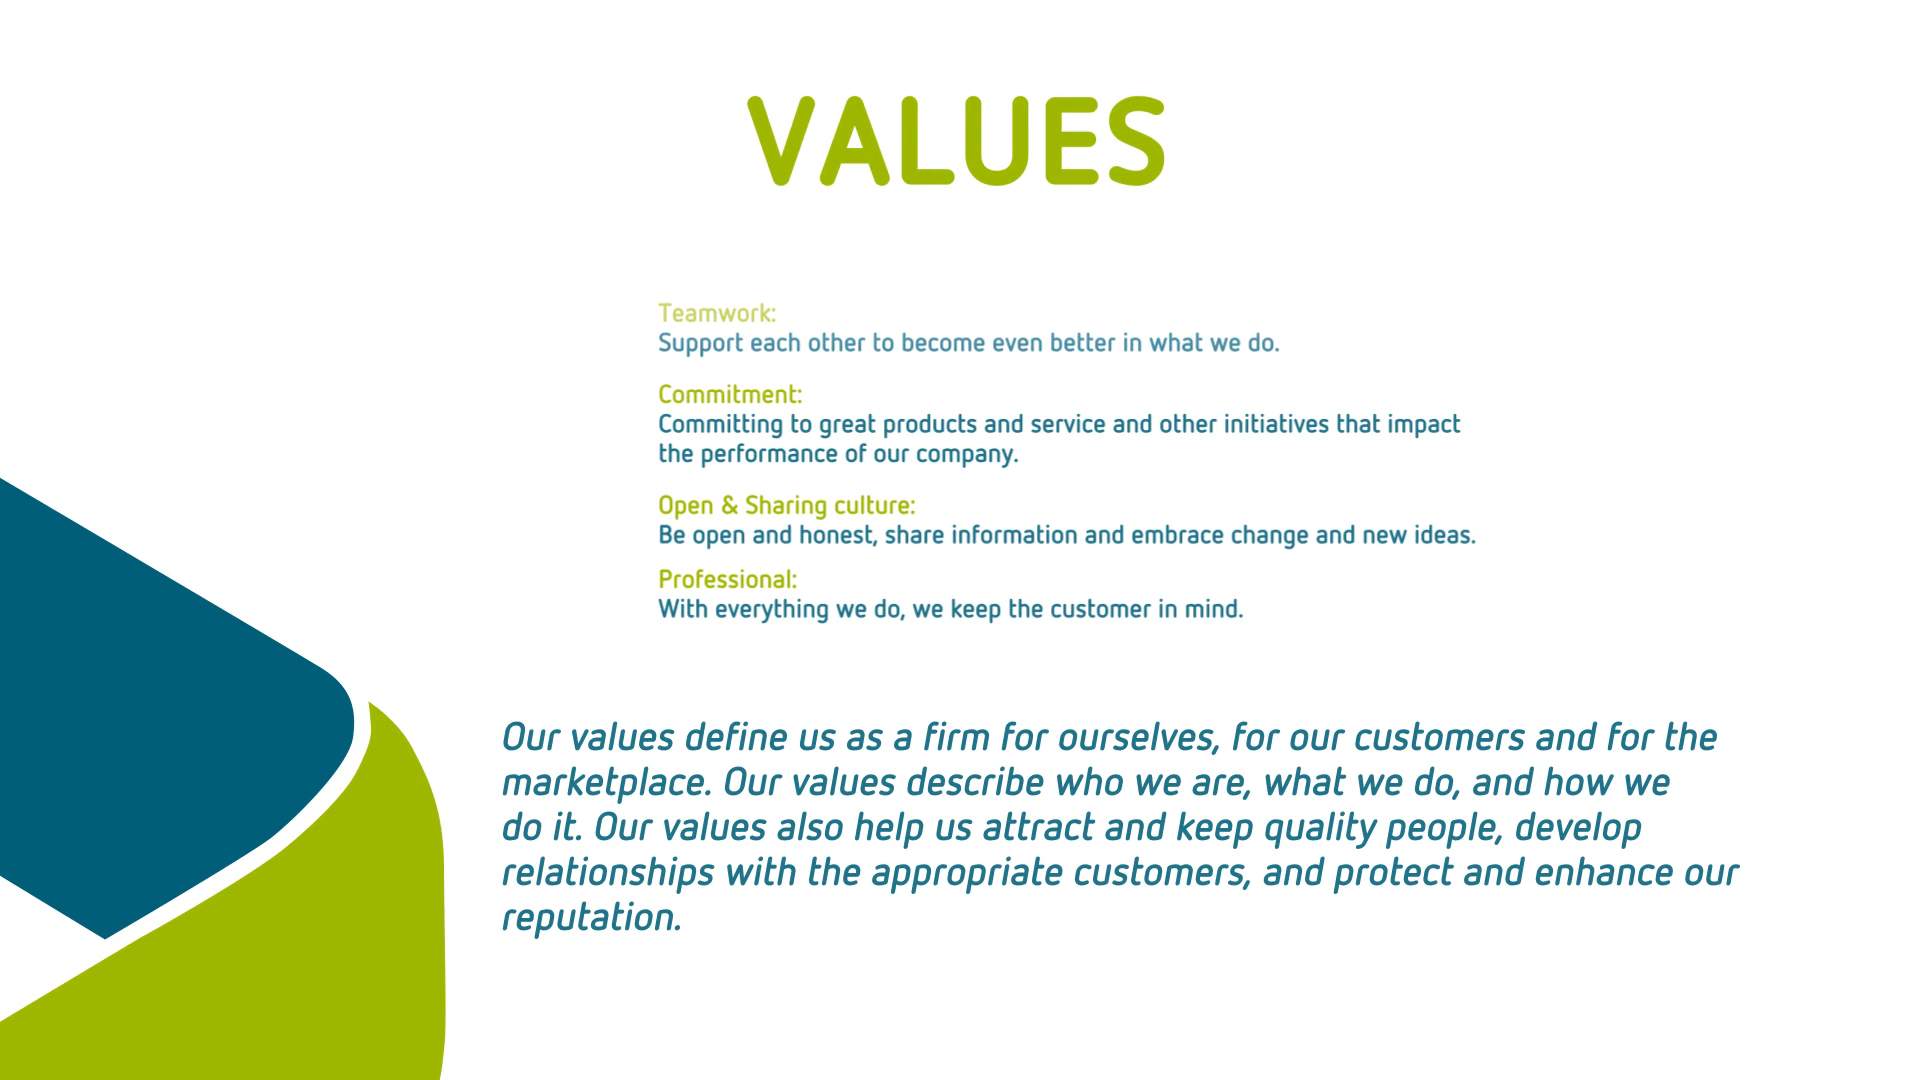 VALUES
Teamwork:
Support each other to become even better in what we do.
Commitment:
Committing to great products and service and other initiatives that impact
the performance of our company.
Open & Sharing culture:
Be open and honest, share information and embrace change and new ideas.
Professional:
With everything we do, we keep the customer in mind.
Our values define us as a firm for ourselves, for our customers and for the
marketplace. Our values describe who we are, what we do, and how we
do it. Our values also help us attract and keep quality people, develop
relationships with the appropriate customers, and protect and enhance our
reputation.